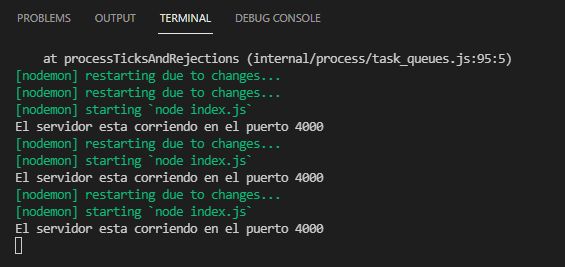 PROBLEMS OUTPUT TERMINAL DEBUG CONSOLE
at processTicksAndRejections (internal/process/task_queues.js:95:5)
[nodemon] restarting due to changes...
[nodemon] restarting due to changes...
[nodemon] starting `node index.js`
El servidor esta corriendo en el puerto 4000
[nodemon] restarting due to changes...
[nodemon] starting `node index.js`
El servidor esta corriendo en el puerto 4000
[nodemon] restarting due to changes...
[nodemon] starting `node index.js`
El servidor esta corriendo en el puerto 4000